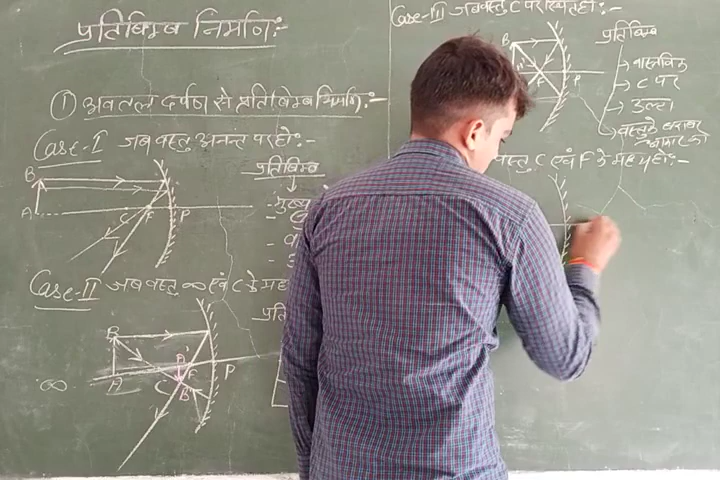 प्रतिबिम्ब निर्माण:-
① अवतल दर्पण से प्रतिबिम्ब निर्माण:-
Case-I जब वस्तु अनन्त पर हो:-
B
A
C
F
P
प्रतिबिम्ब
Case-II जब वस्तु ∞ एवं C के
B
A
∞
C
A'
B'
F
P
Case-III जब वस्तु C पर स्थित हो:-
B
P
प्रतिबिम्ब
→ वास्तविक
→ C पर
→ उल्टा
→ वस्तु के बराबर
वस्तु C एवं F के मध्य हो:-